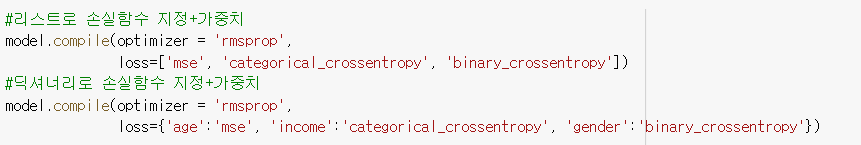 #리스트로 손실함수 지정+가중치
model.compile(optimizer = 'rmsprop',
loss=['mse', 'categorical_crossentropy', 'binary_crossentropy'])
#딕셔너리로 손실함수 지정+가중치
model.compile(optimizer = 'rmsprop',
loss={'age':'mse', 'income':'categorical_crossentropy', 'gender':'binary_crossentropy'})